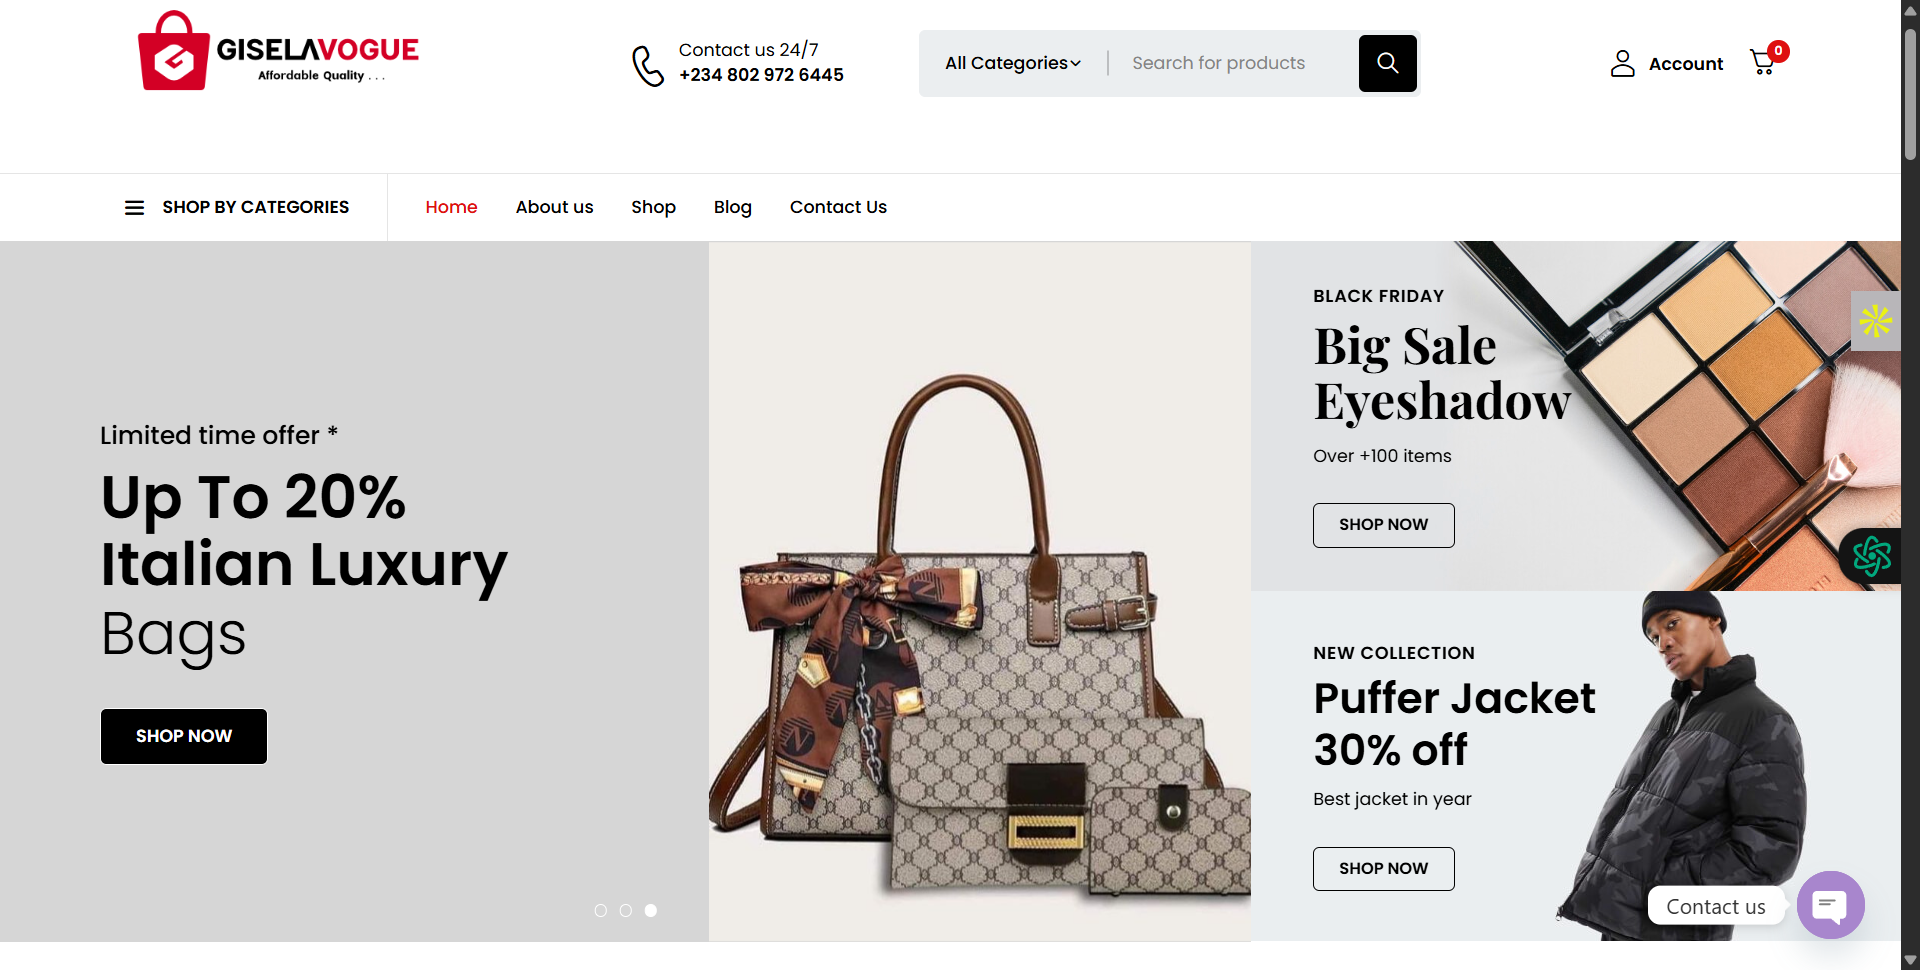 GISELAVOGUE
Affordable Quality . . .
Contact us 24/7
+234 802 972 6445
All Categories
Search for products
Account
0
SHOP BY CATEGORIES
Home
About us
Shop
Blog
Contact Us
Limited time offer *
Up To 20%
Italian Luxury
Bags
SHOP NOW
BLACK FRIDAY
Big Sale
Eyeshadow
Over +100 items
SHOP NOW
NEW COLLECTION
Puffer Jacket
30% off
Best jacket in year
SHOP NOW
Contact us